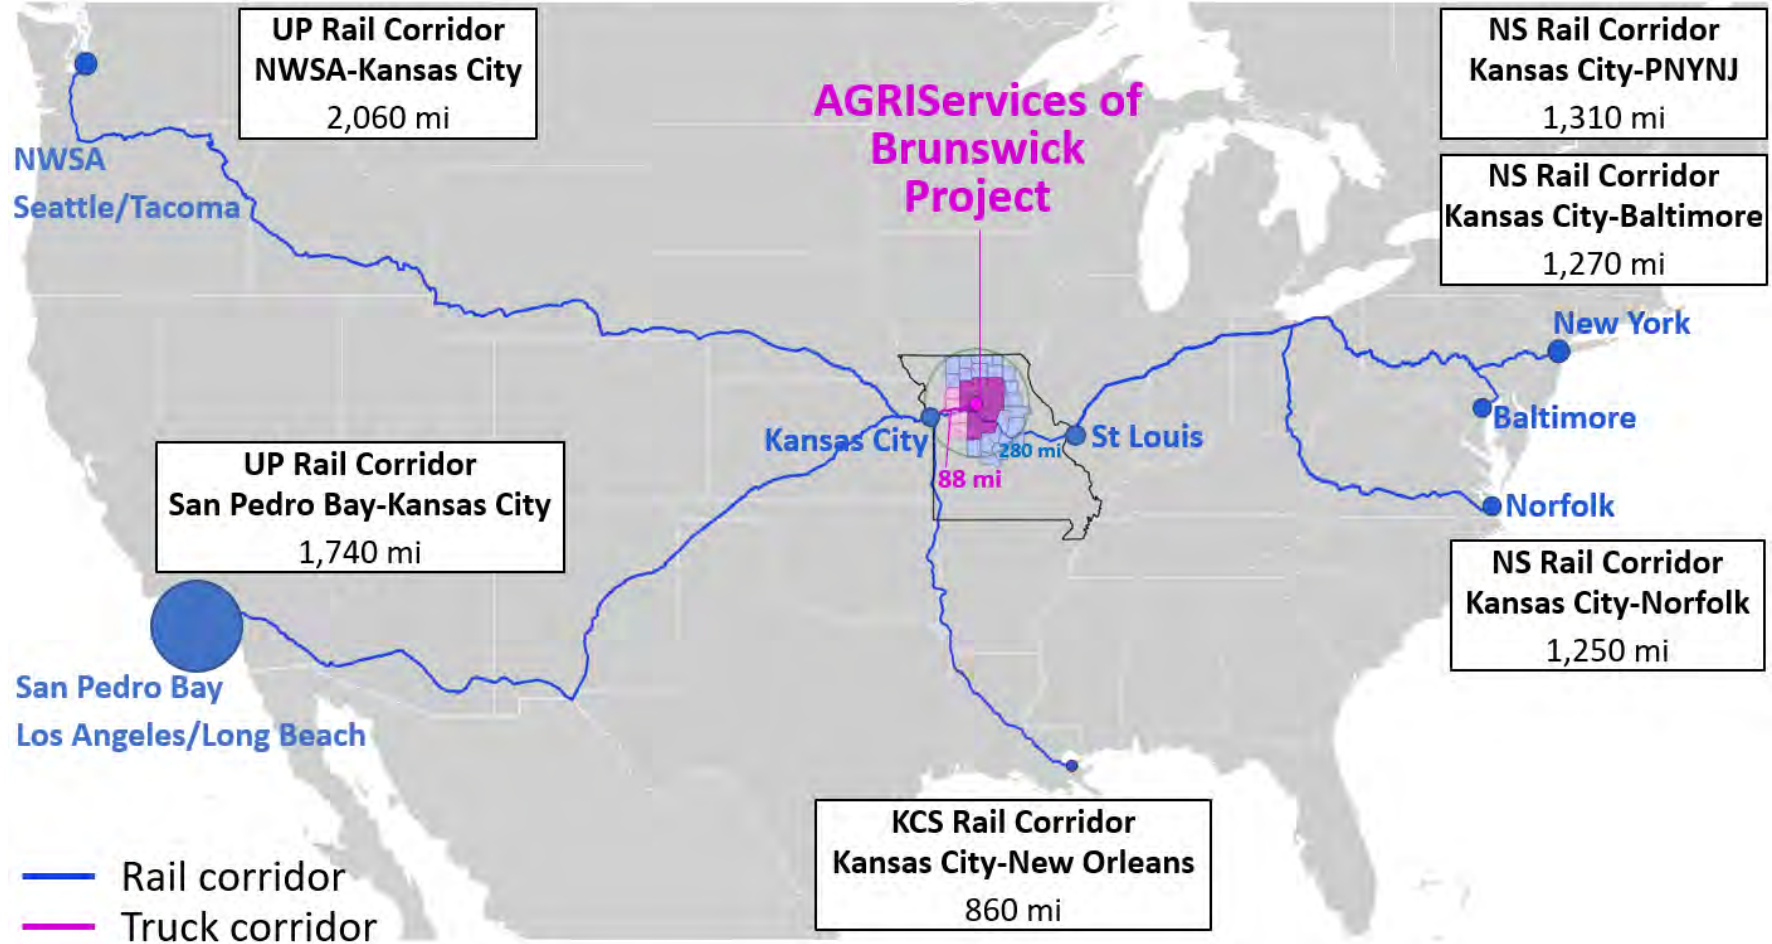 UP Rail Corridor
NWSA-Kansas City
2,060 mi
AGRIServices of
Brunswick
Project
NS Rail Corridor
Kansas City-PNYNJ
1,310 mi
NS Rail Corridor
Kansas City-Baltimore
1,270 mi
NWSA
Seattle/Tacoma
New York
Baltimore
Kansas City
St Louis
280 mi
88 mi
Norfolk
UP Rail Corridor
San Pedro Bay-Kansas City
1,740 mi
NS Rail Corridor
Kansas City-Norfolk
1,250 mi
San Pedro Bay
Los Angeles/Long Beach
KCS Rail Corridor
Kansas City-New Orleans
860 mi
Rail corridor
Truck corridor